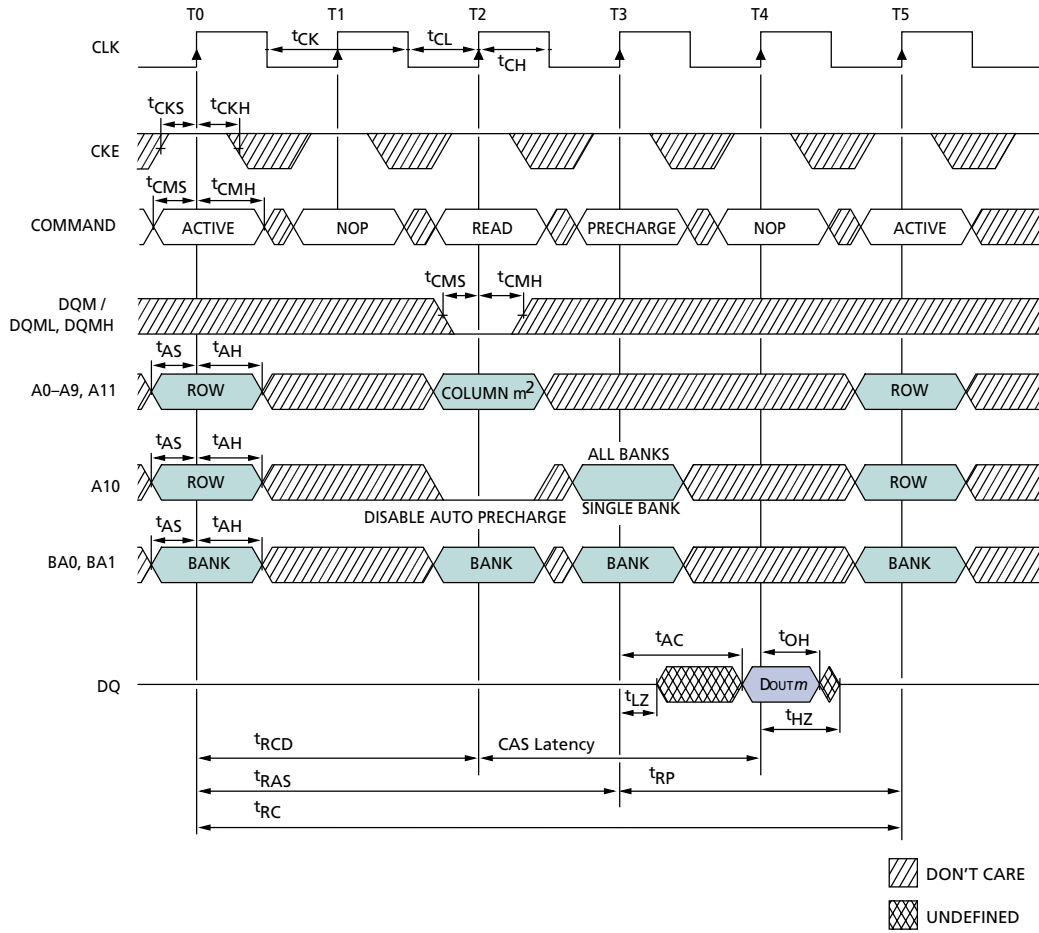 T0 T1 T2 T3 T4 T5
CLK
tCK tCL
tCH
tCKS tCKH
CKE
tCMS tCMH
COMMAND ACTIVE NOP READ PRECHARGE NOP ACTIVE
tCMS tCMH
DQM /
DQML, DQMH
tAS tAH
A0–A9, A11 ROW COLUMN m2 ROW
tAS tAH ALL BANKS
A10 ROW ROW
DISABLE AUTO PRECHARGE SINGLE BANK
tAS tAH
BA0, BA1 BANK BANK BANK BANK
tAC tOH
DQ DOUTm
tLZ tHZ
tRCD CAS Latency
tRAS tRP
tRC
DON'T CARE
UNDEFINED